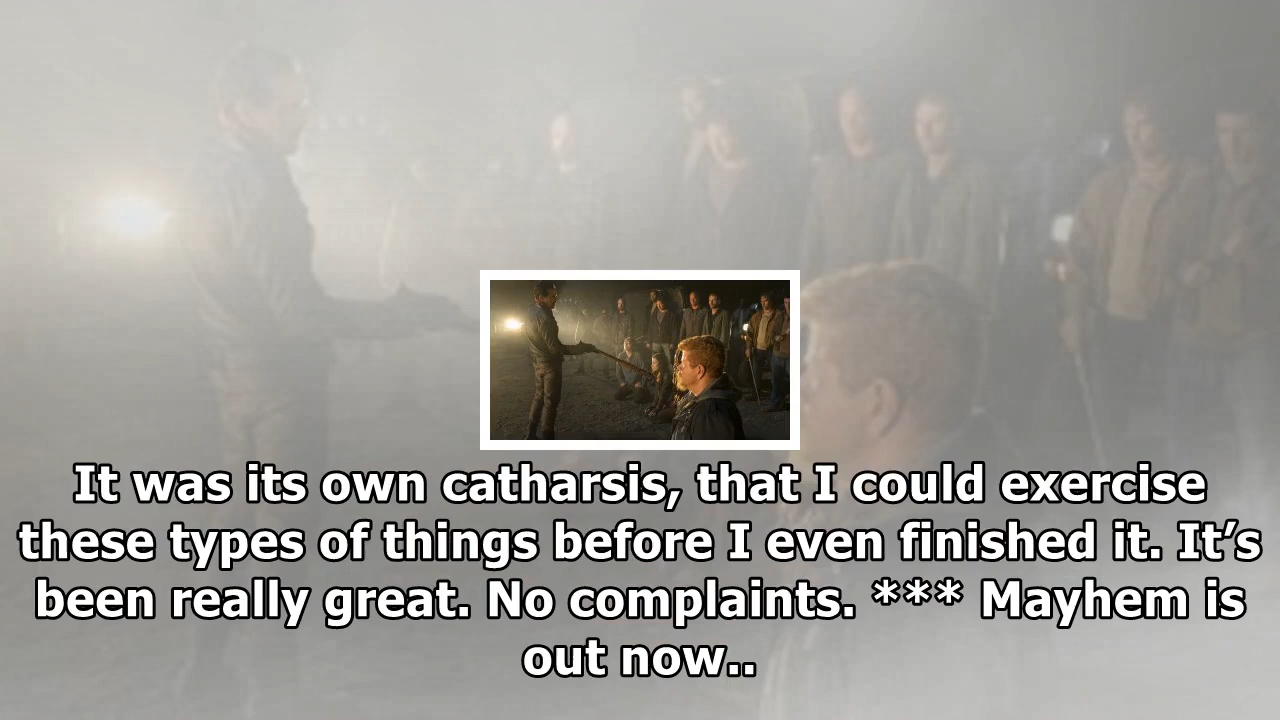 It was its own catharsis, that I could exercise
these types of things before I even finished it. It’s
been really great. No complaints. *** Mayhem is
out now..